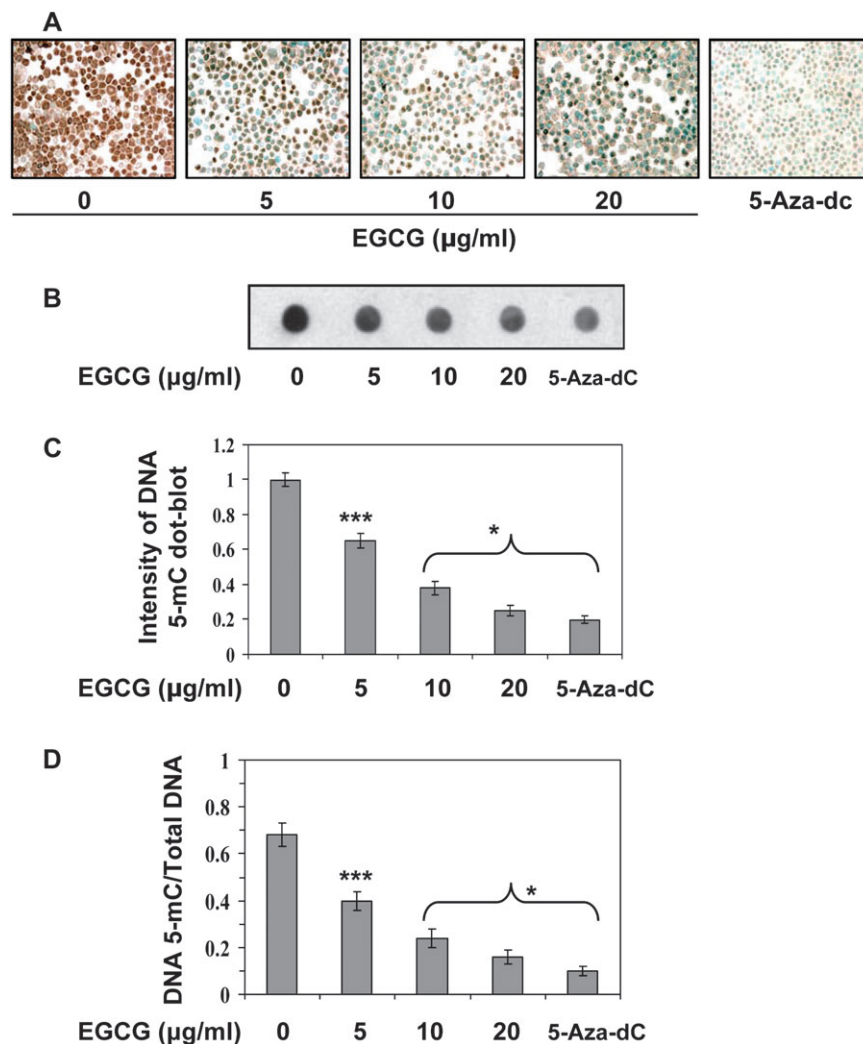 A
0 5 10 20 5-Aza-dc
EGCG (µg/ml)
B
EGCG (µg/ml) 0 5 10 20 5-Aza-dC
C
Intensity of DNA
5-mC dot-blot
1.2
1
0.8
0.6
0.4
0.2
0
***
*
EGCG (µg/ml) 0 5 10 20 5-Aza-dC
D
DNA 5-mC/Total DNA
1
0.8
0.6
0.4
0.2
0
***
*
EGCG (µg/ml) 0 5 10 20 5-Aza-dC